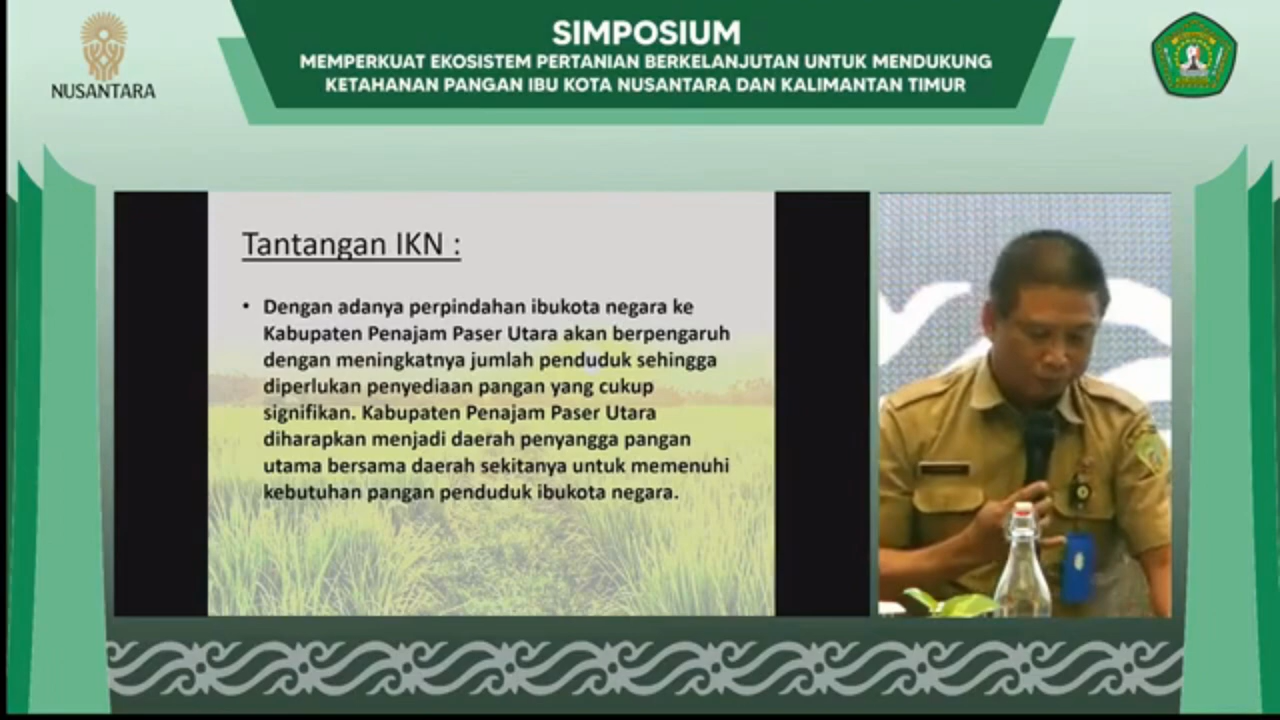 SIMPOSIUM
MEMPERKUAT EKOSISTEM PERTANIAN BERKELANJUTAN UNTUK MENDUKUNG
KETAHANAN PANGAN IBU KOTA NUSANTARA DAN KALIMANTAN TIMUR
NUSANTARA
Tantangan IKN :
• Dengan adanya perpindahan ibukota negara ke
Kabupaten Penajam Paser Utara akan berpengaruh
dengan meningkatnya jumlah penduduk sehingga
diperlukan penyediaan pangan yang cukup
signifikan. Kabupaten Penajam Paser Utara
diharapkan menjadi daerah penyangga pangan
utama bersama daerah sekitanya untuk memenuhi
kebutuhan pangan penduduk ibukota negara.